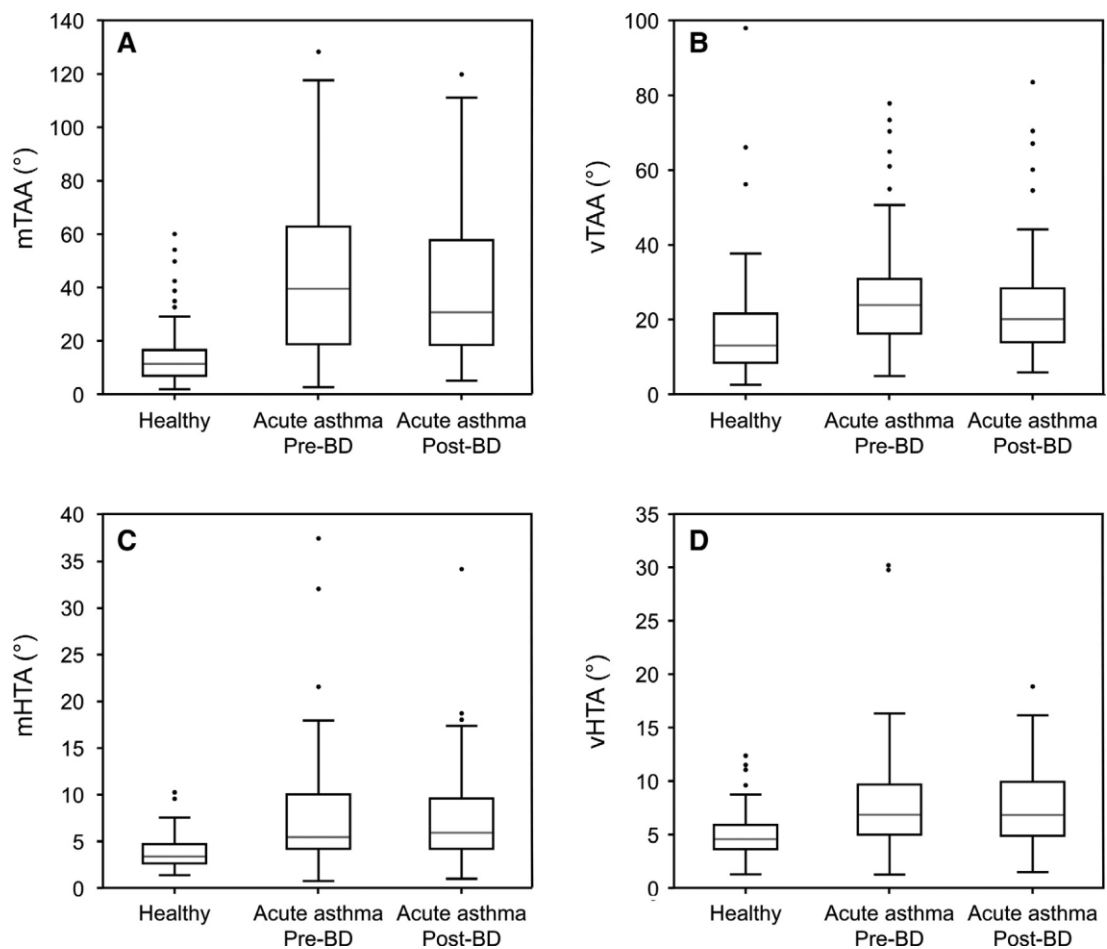 A
mTAA (°)
140
120
100
80
60
40
20
0
Healthy
Acute asthma
Pre-BD
Acute asthma
Post-BD
B
vTAA (°)
100
80
60
40
20
0
Healthy
Acute asthma
Pre-BD
Acute asthma
Post-BD
C
mHTA (°)
40
35
30
25
20
15
10
5
0
Healthy
Acute asthma
Pre-BD
Acute asthma
Post-BD
D
vHTA (°)
35
30
25
20
15
10
5
0
Healthy
Acute asthma
Pre-BD
Acute asthma
Post-BD